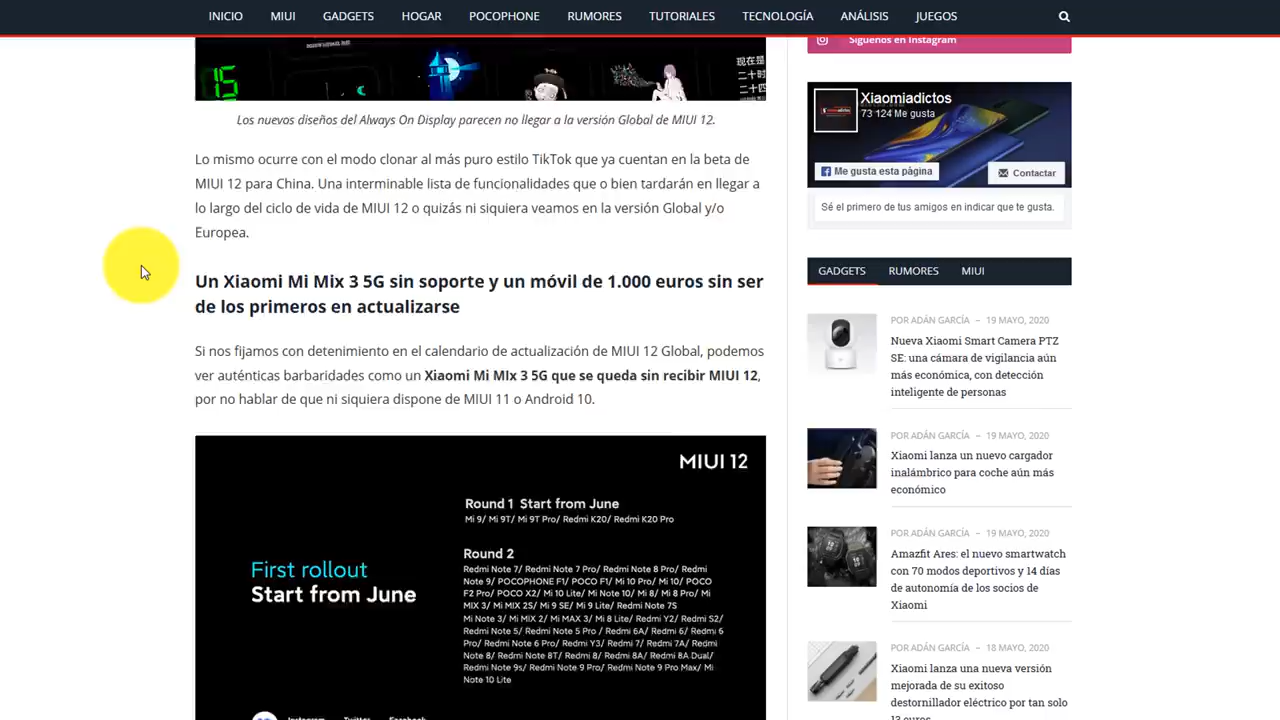 INICIO MIUI GADGETS HOGAR POCOPHONE RUMORES TUTORIALES TECNOLOGÍA ANÁLISIS JUEGOS
15
现在是
二十时
二十四
Los nuevos diseños del Always On Display parecen no llegar a la versión Global de MIUI 12.
Lo mismo ocurre con el modo clonar al más puro estilo TikTok que ya cuentan en la beta de
MIUI 12 para China. Una interminable lista de funcionalidades que o bien tardarán en llegar a
lo largo del ciclo de vida de MIUI 12 o quizás ni siquiera veamos en la versión Global y/o
Europea.
Un Xiaomi Mi Mix 3 5G sin soporte y un móvil de 1.000 euros sin ser
de los primeros en actualizarse
Si nos fijamos con detenimiento en el calendario de actualización de MIUI 12 Global, podemos
ver auténticas barbaridades como un Xiaomi Mi MIx 3 5G que se queda sin recibir MIUI 12,
por no hablar de que ni siquiera dispone de MIUI 11 o Android 10.
MIUI 12
First rollout
Start from June
Round 1 Start from June
Mi 9/ Mi 9T/ Mi 9T Pro/ Redmi K20/ Redmi K20 Pro
Round 2
Redmi Note 7/ Redmi Note 7 Pro/ Redmi Note 8 Pro/ Redmi
Note 9/ POCOPHONE F1/ POCO F1/ Mi 10 Pro/ Mi 10/ POCO
F2 Pro/ POCO X2/ Mi 10 Lite/ Mi Note 10/ Mi 8/ Mi 8 Pro/ Mi
MIX 3/ Mi MIX 2S/ Mi 9 SE/ Mi 9 Lite/ Redmi Note 7S
Mi Note 3/ Mi MIX 2/ Mi MAX 3/ Mi 8 Lite/ Redmi Y2/ Redmi S2/
Redmi Note 5/ Redmi Note 5 Pro / Redmi 6A/ Redmi 6/ Redmi 6
Pro/ Redmi Note 6 Pro/ Redmi Y3/ Redmi 7/ Redmi 7A/ Redmi
Note 8/ Redmi Note 8T/ Redmi 8/ Redmi 8A/ Redmi 8A Dual/
Redmi Note 9s/ Redmi Note 9 Pro/ Redmi Note 9 Pro Max/ Mi
Note 10 Lite
Instagram Twitter Facebook
Síguenos en Instagram
Xiaomiadictos
73 124 Me gusta
Me gusta esta página
Contactar
Sé el primero de tus amigos en indicar que te gusta.
GADGETS RUMORES MIUI
POR ADÁN GARCÍA – 19 MAYO, 2020
Nueva Xiaomi Smart Camera PTZ
SE: una cámara de vigilancia aún
más económica, con detección
inteligente de personas
POR ADÁN GARCÍA – 19 MAYO, 2020
Xiaomi lanza un nuevo cargador
inalámbrico para coche aún más
económico
POR ADÁN GARCÍA – 19 MAYO, 2020
Amazfit Ares: el nuevo smartwatch
con 70 modos deportivos y 14 días
de autonomía de los socios de
Xiaomi
POR ADÁN GARCÍA – 18 MAYO, 2020
Xiaomi lanza una nueva versión
mejorada de su exitoso
destornillador eléctrico por tan solo
13 euros